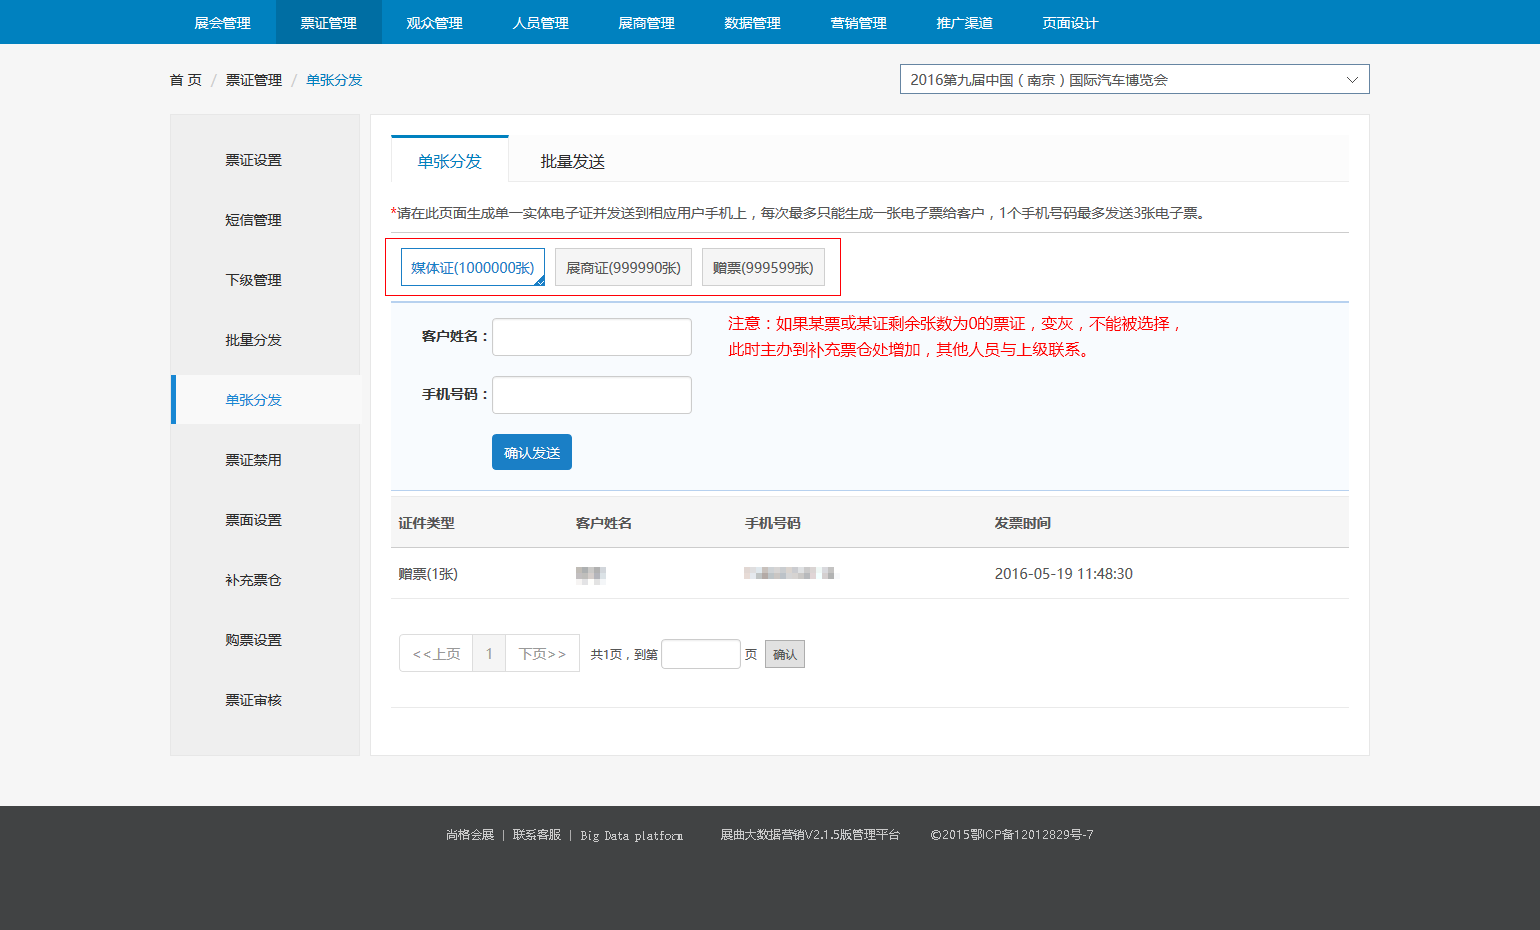 展会管理 票证管理 观众管理 人员管理 展商管理 数据管理 营销管理 推广渠道 页面设计
首 页 / 票证管理 / 单张分发
2016第九届中国（南京）国际汽车博览会
票证设置
短信管理
下级管理
批量分发
单张分发
票证禁用
票面设置
补充票仓
购票设置
票证审核
单张分发 批量发送
*请在此页面生成单一实体电子证并发送到相应用户手机上，每次最多只能生成一张电子票给客户，1个手机号码最多发送3张电子票。
媒体证(1000000张) 展商证(999990张) 赠票(999599张)
客户姓名：
手机号码：
确认发送
注意：如果某票或某证剩余张数为0的票证，变灰，不能被选择，
此时主办到补充票仓处增加，其他人员与上级联系。
证件类型 客户姓名 手机号码 发票时间
赠票(1张) 2016-05-19 11:48:30
<<上页 1 下页>> 共1页，到第 页 确认
尚格会展 | 联系客服 | Big Data platform 展曲大数据营销V2.1.5版管理平台 ©2015鄂ICP备12012829号-7